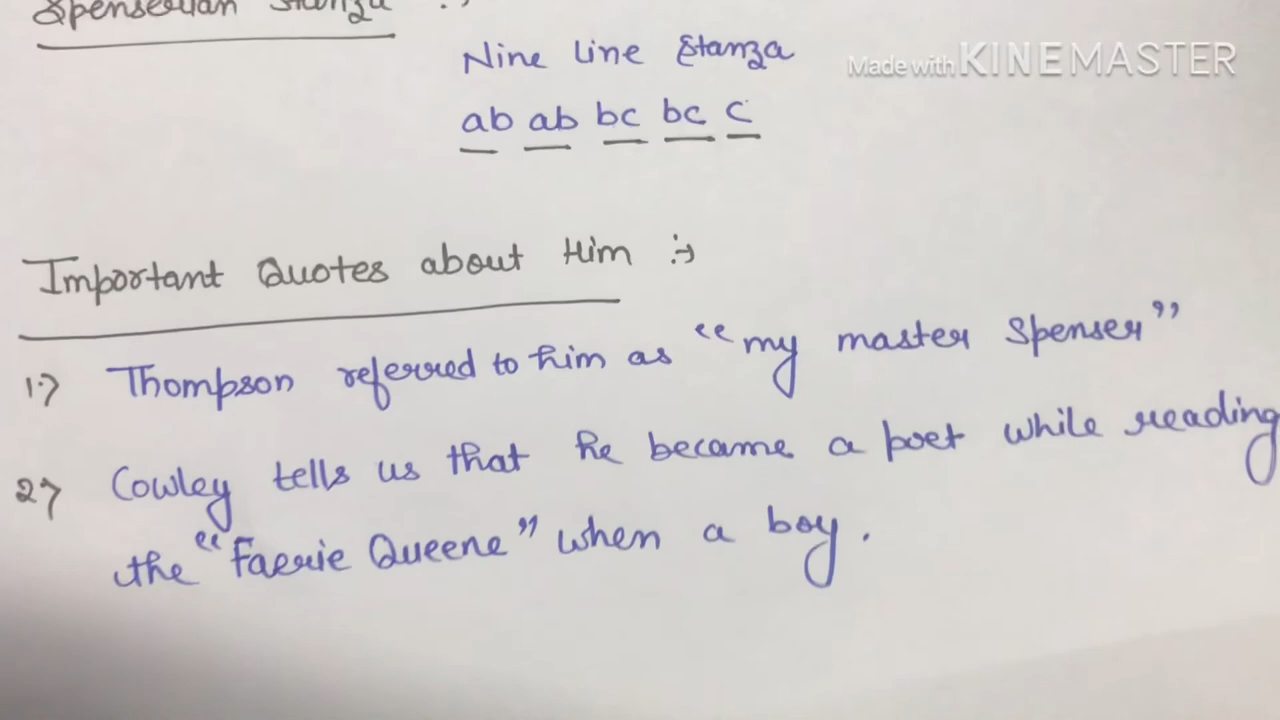 Spenserian Stanza :-
Nine line Stanza
Made with KINEMASTER
ab ab bc bc c
Important Quotes about Him :-
1) Thompson referred to him as "my master Spenser"
2) Cowley tells us that he became a poet while reading
the "Faerie Queene" when a boy.